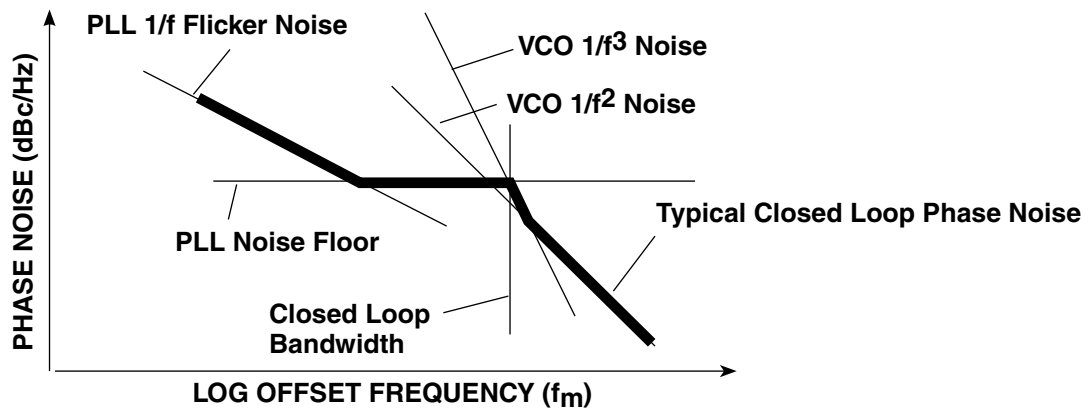 PLL 1/f Flicker Noise
VCO 1/f³ Noise
VCO 1/f² Noise
PHASE NOISE (dBc/Hz)
PLL Noise Floor
Typical Closed Loop Phase Noise
Closed Loop
Bandwidth
LOG OFFSET FREQUENCY (fm)